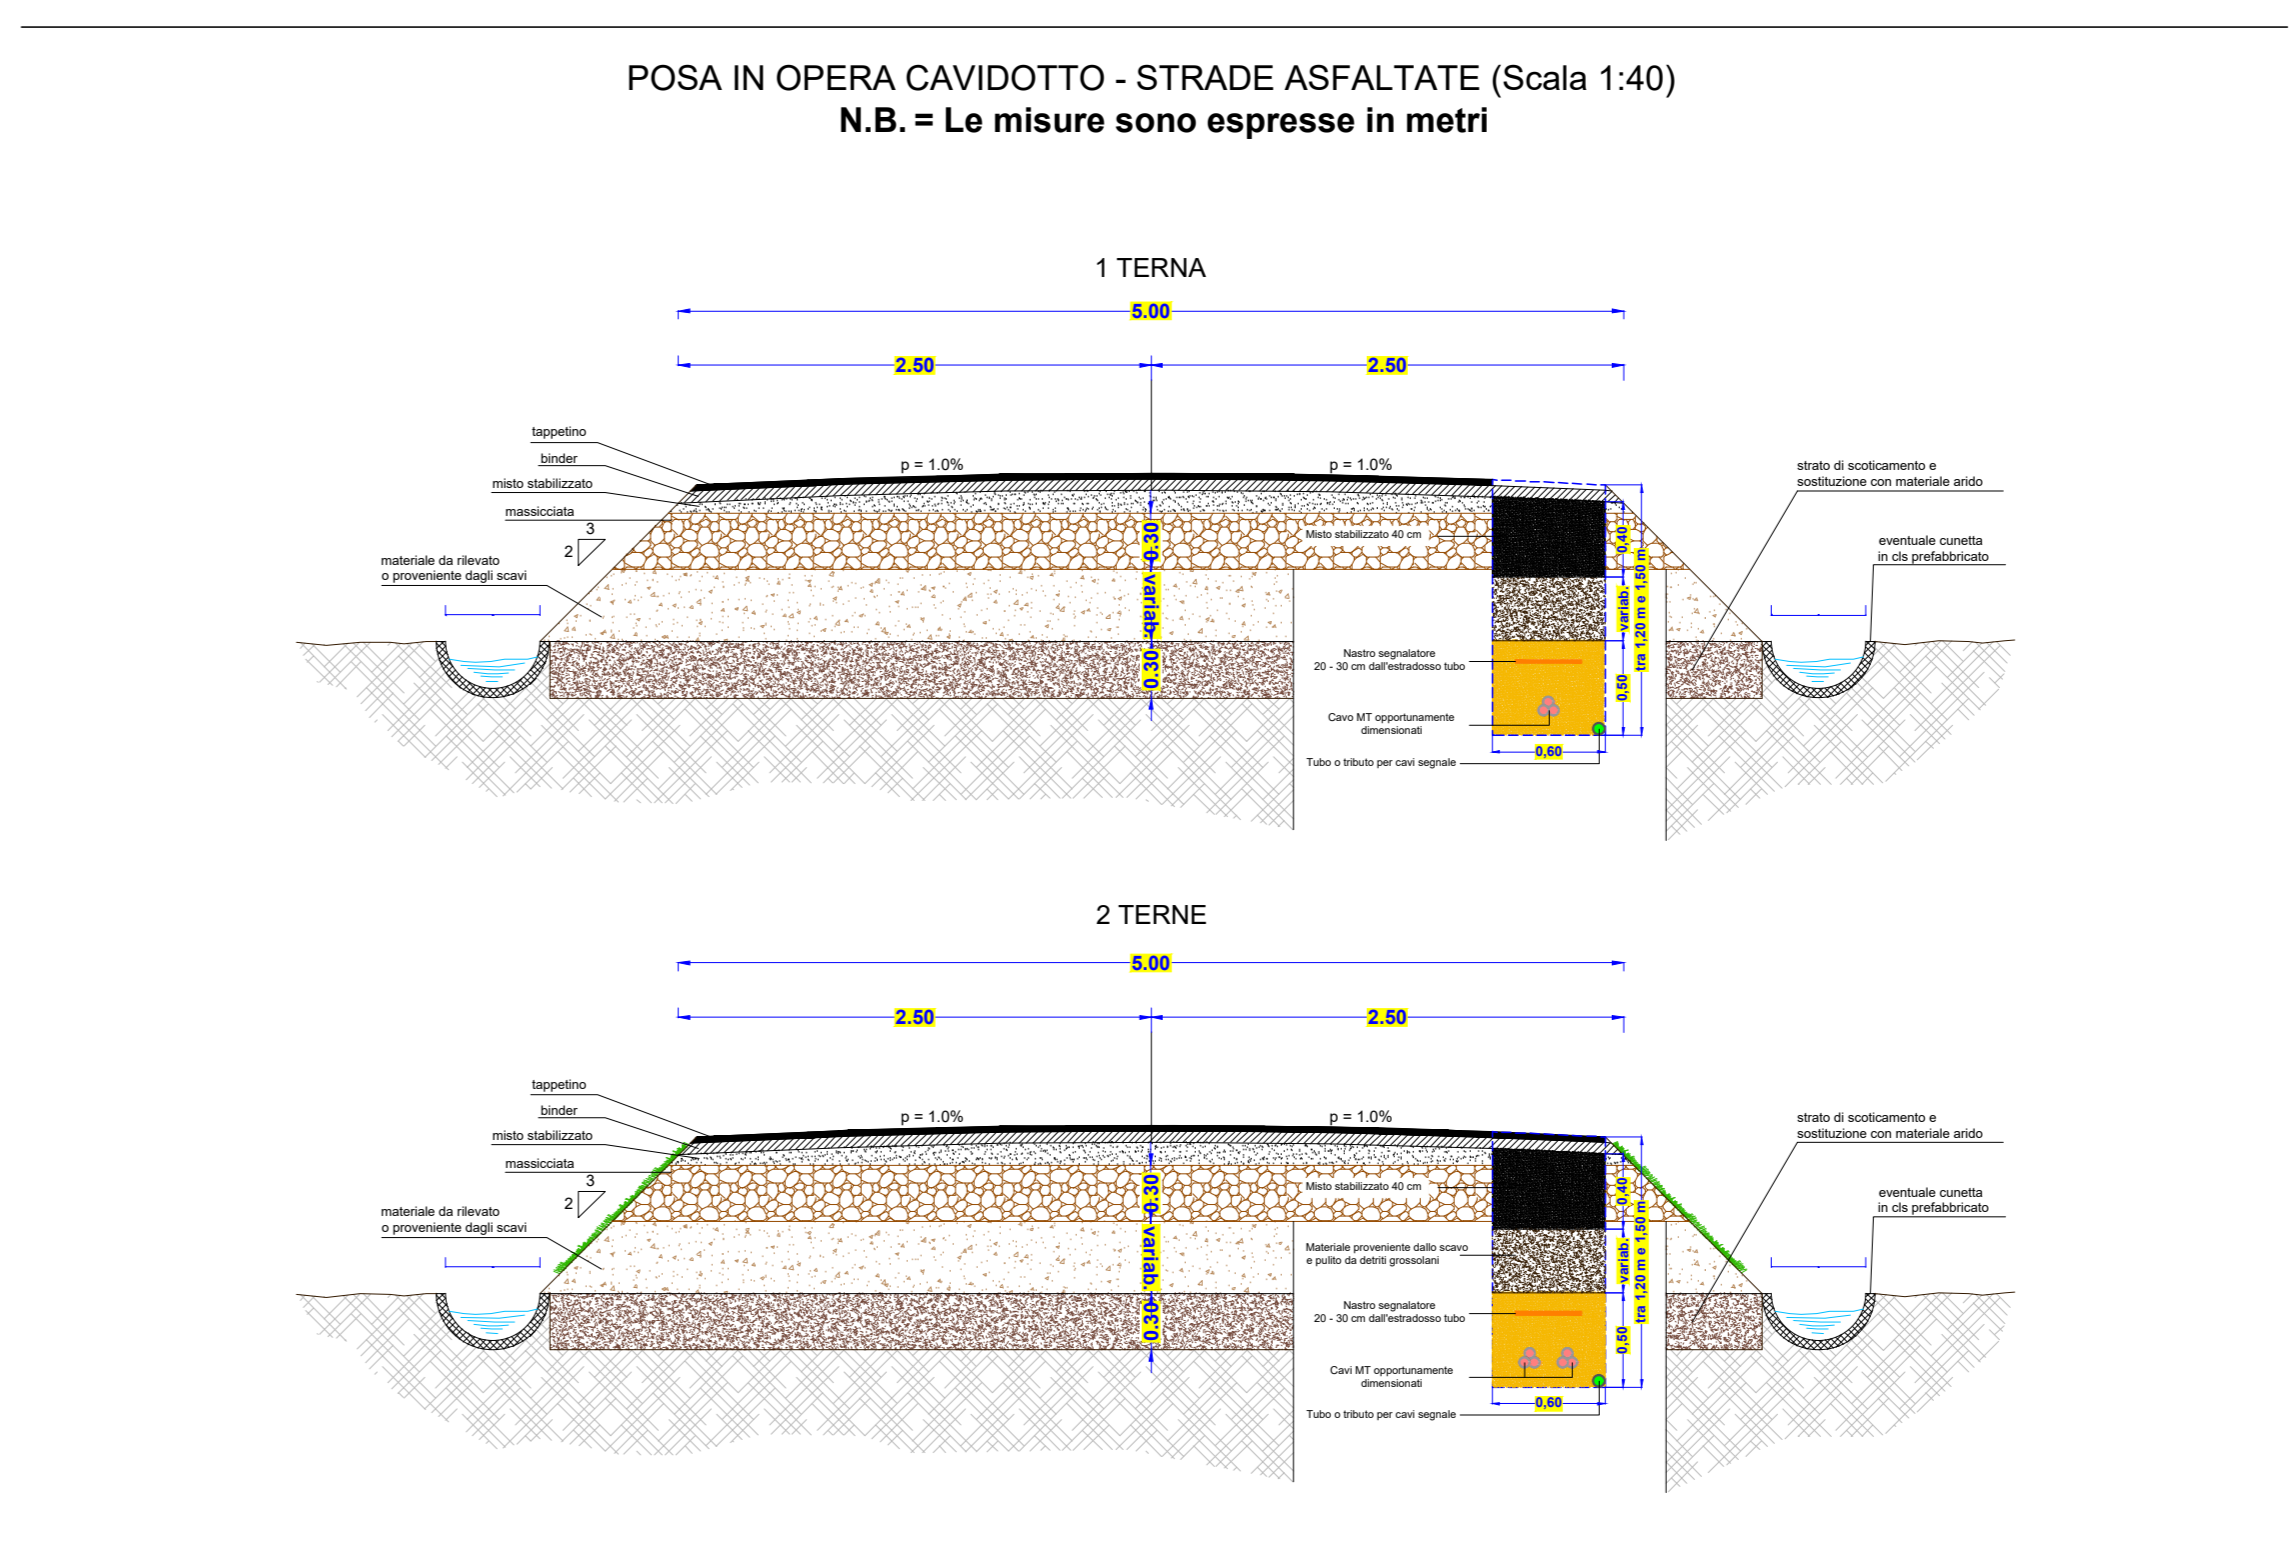 POSA IN OPERA CAVIDOTTO - STRADE ASFALTATE (Scala 1:40)
N.B. = Le misure sono espresse in metri
1 TERNA
5.00
2.50
2.50
tappetino
binder
misto stabilizzato
massicciata
3
2
materiale da rilevato
o proveniente dagli scavi
p = 1.0%
p = 1.0%
0.30
variab.
0.30
Misto stabilizzato 40 cm
Nastro segnalatore
20 - 30 cm dall'estradosso tubo
Cavo MT opportunamente
dimensionati
Tubo o tributo per cavi segnale
0,60
0,40
variab.
0,50
tra 1,20 m e 1,50 m
strato di scoticamento e
sostituzione con materiale arido
eventuale cunetta
in cls prefabbricato
2 TERNE
5.00
2.50
2.50
tappetino
binder
misto stabilizzato
massicciata
3
2
materiale da rilevato
o proveniente dagli scavi
p = 1.0%
p = 1.0%
0.30
variab.
0.30
Misto stabilizzato 40 cm
Materiale proveniente dallo scavo
e pulito da detriti grossolani
Nastro segnalatore
20 - 30 cm dall'estradosso tubo
Cavi MT opportunamente
dimensionati
Tubo o tributo per cavi segnale
0,60
0,40
variab.
0,50
tra 1,20 m e 1,50 m
strato di scoticamento e
sostituzione con materiale arido
eventuale cunetta
in cls prefabbricato